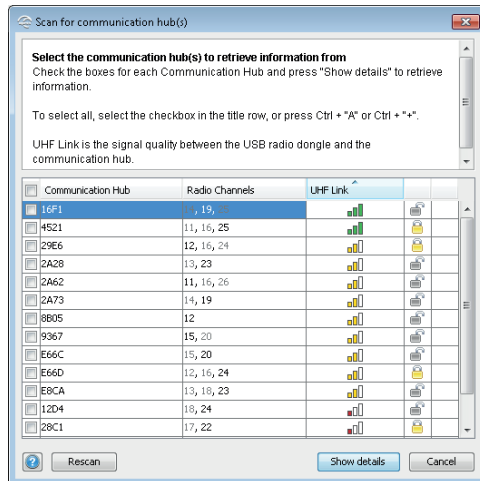 Scan for communication hub(s)
Select the communication hub(s) to retrieve information from
Check the boxes for each Communication Hub and press "Show details" to retrieve
information.
To select all, select the checkbox in the title row, or press Ctrl + "A" or Ctrl + "+".
UHF Link is the signal quality between the USB radio dongle and the
communication hub.
Communication Hub Radio Channels UHF Link
16F1 19,
4521 11, 16, 25
29E6 12, 16, 24
2A28 13, 23
2A62 11, 16, 26
2A73 14, 19
8B05 12
9367 15, 20
E66C 15, 20
E66D 12, 16, 24
E8CA 13, 18, 23
12D4 18, 24
28C1 17, 22
? Rescan Show details Cancel